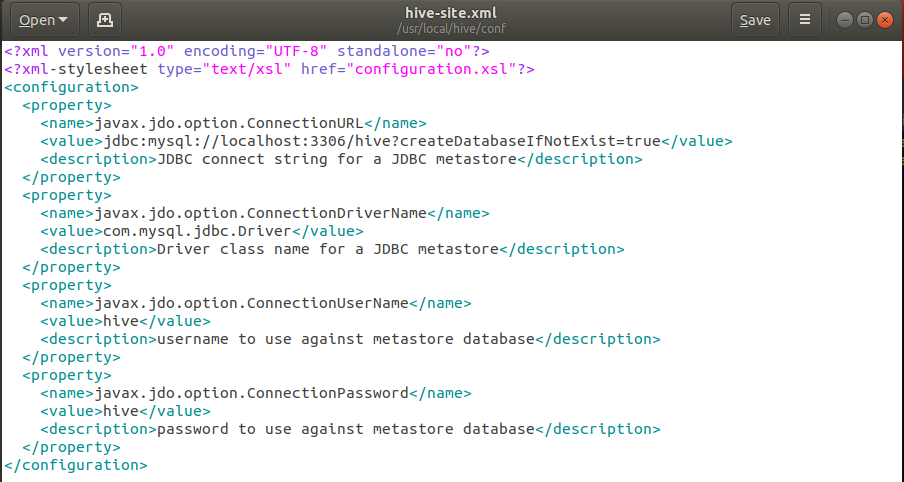 Open
hive-site.xml
/usr/local/hive/conf
Save
<?xml version="1.0" encoding="UTF-8" standalone="no"?>
<?xml-stylesheet type="text/xsl" href="configuration.xsl"?>
<configuration>
  <property>
    <name>javax.jdo.option.ConnectionURL</name>
    <value>jdbc:mysql://localhost:3306/hive?createDatabaseIfNotExist=true</value>
    <description>JDBC connect string for a JDBC metastore</description>
  </property>
  <property>
    <name>javax.jdo.option.ConnectionDriverName</name>
    <value>com.mysql.jdbc.Driver</value>
    <description>Driver class name for a JDBC metastore</description>
  </property>
  <property>
    <name>javax.jdo.option.ConnectionUserName</name>
    <value>hive</value>
    <description>username to use against metastore database</description>
  </property>
  <property>
    <name>javax.jdo.option.ConnectionPassword</name>
    <value>hive</value>
    <description>password to use against metastore database</description>
  </property>
</configuration>